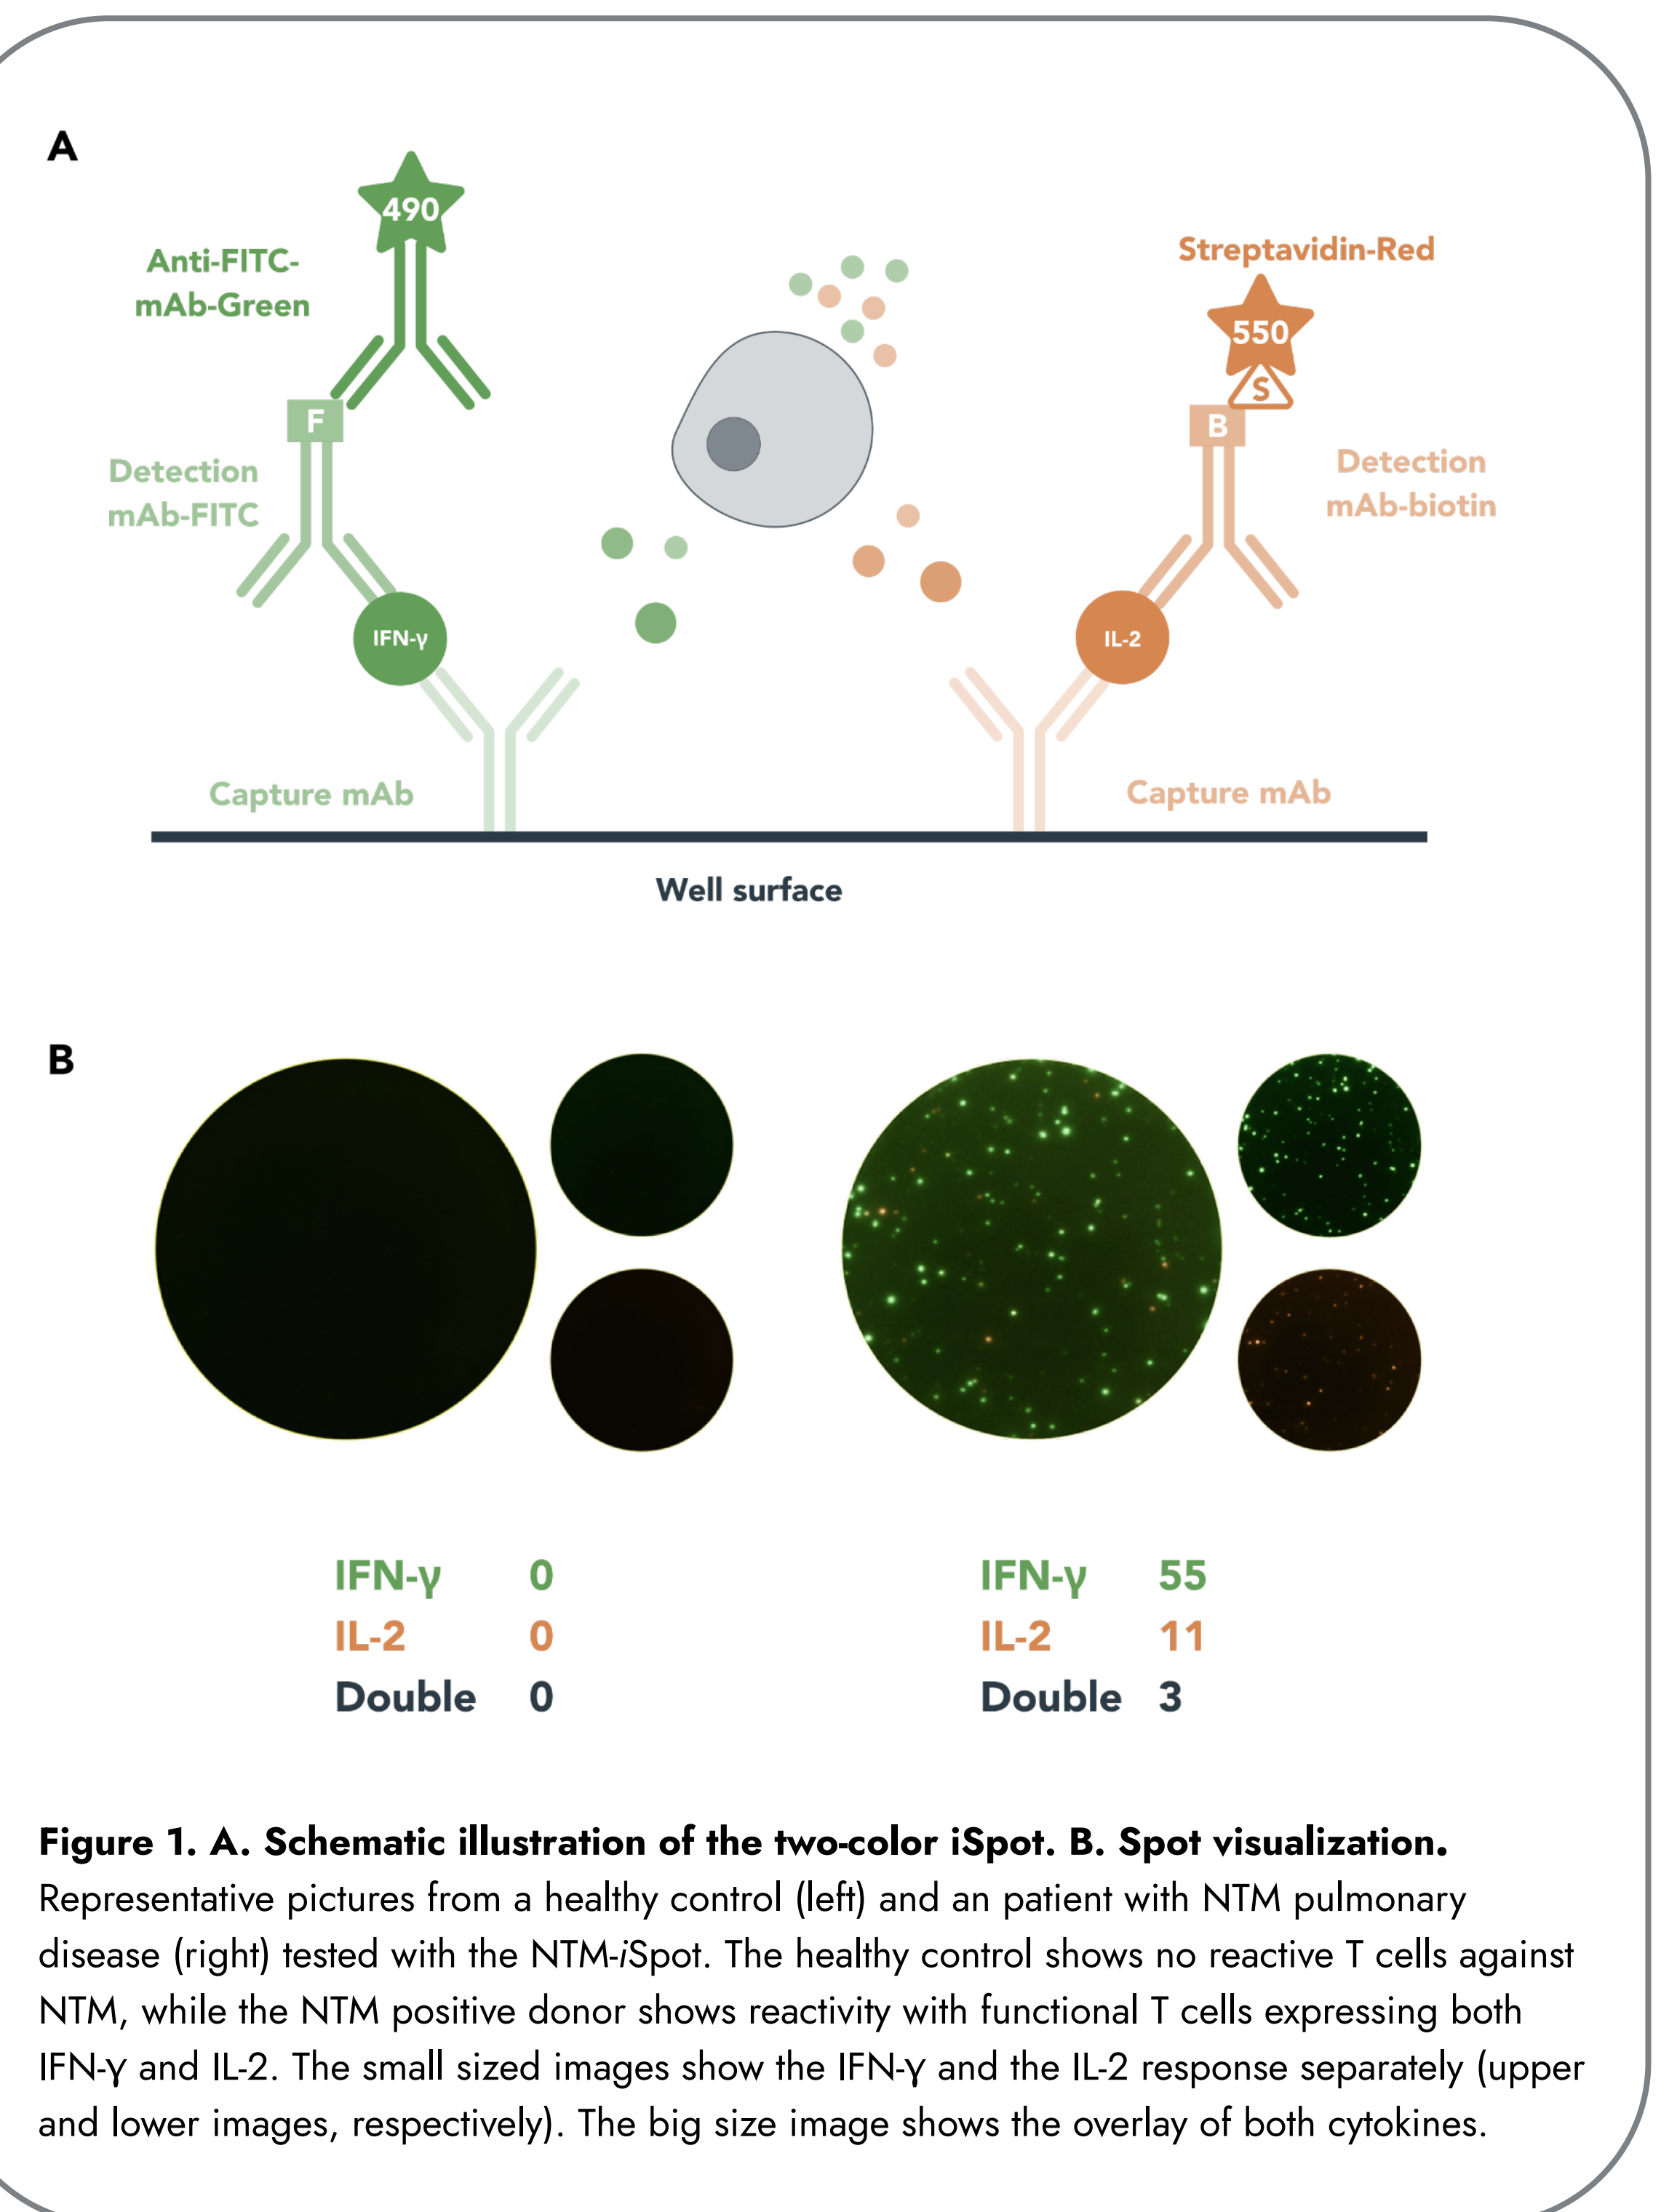 A
490
Anti-FITC-
mAb-Green
Streptavidin-Red
550
S
F
B
Detection
mAb-FITC
Detection
mAb-biotin
IFN-γ
IL-2
Capture mAb
Capture mAb
Well surface
B
IFN-γ 0
IL-2 0
Double 0
IFN-γ 55
IL-2 11
Double 3
Figure 1. A. Schematic illustration of the two-color iSpot. B. Spot visualization.
Representative pictures from a healthy control (left) and an patient with NTM pulmonary
disease (right) tested with the NTM-iSpot. The healthy control shows no reactive T cells against
NTM, while the NTM positive donor shows reactivity with functional T cells expressing both
IFN-γ and IL-2. The small sized images show the IFN-γ and the IL-2 response separately (upper
and lower images, respectively). The big size image shows the overlay of both cytokines.